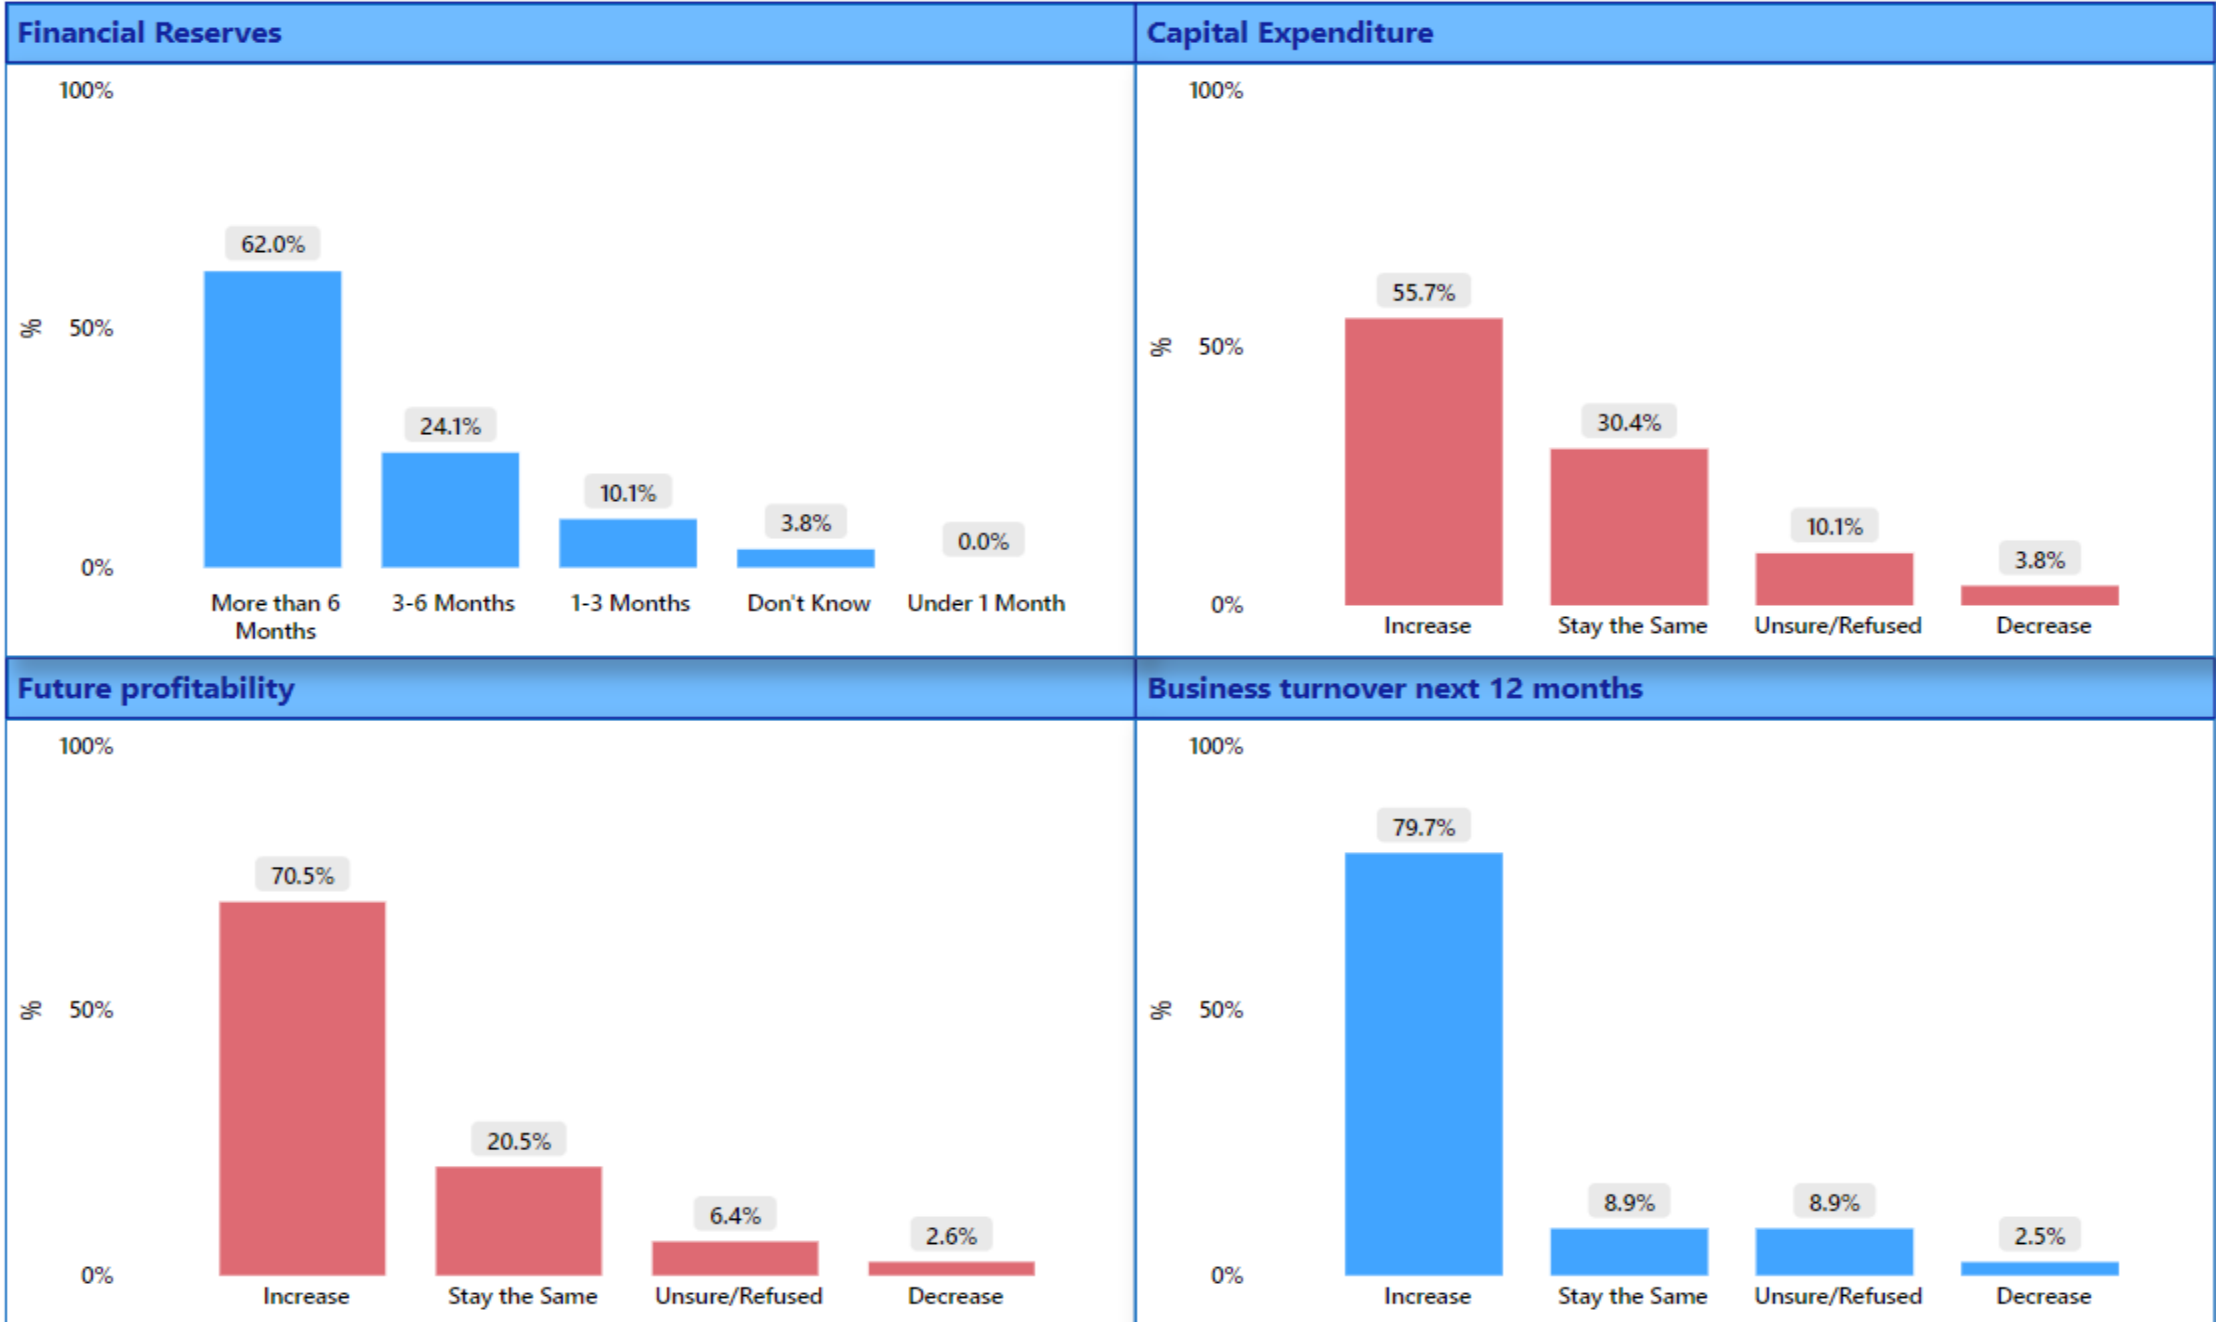 Financial Reserves
100%
62.0%
%
50%
24.1%
10.1%
3.8%
0.0%
0%
More than 6
Months
3-6 Months
1-3 Months
Don't Know
Under 1 Month
Capital Expenditure
100%
55.7%
%
50%
30.4%
10.1%
3.8%
0%
Increase
Stay the Same
Unsure/Refused
Decrease
Future profitability
100%
70.5%
%
50%
20.5%
6.4%
2.6%
0%
Increase
Stay the Same
Unsure/Refused
Decrease
Business turnover next 12 months
100%
79.7%
%
50%
8.9%
8.9%
2.5%
0%
Increase
Stay the Same
Unsure/Refused
Decrease